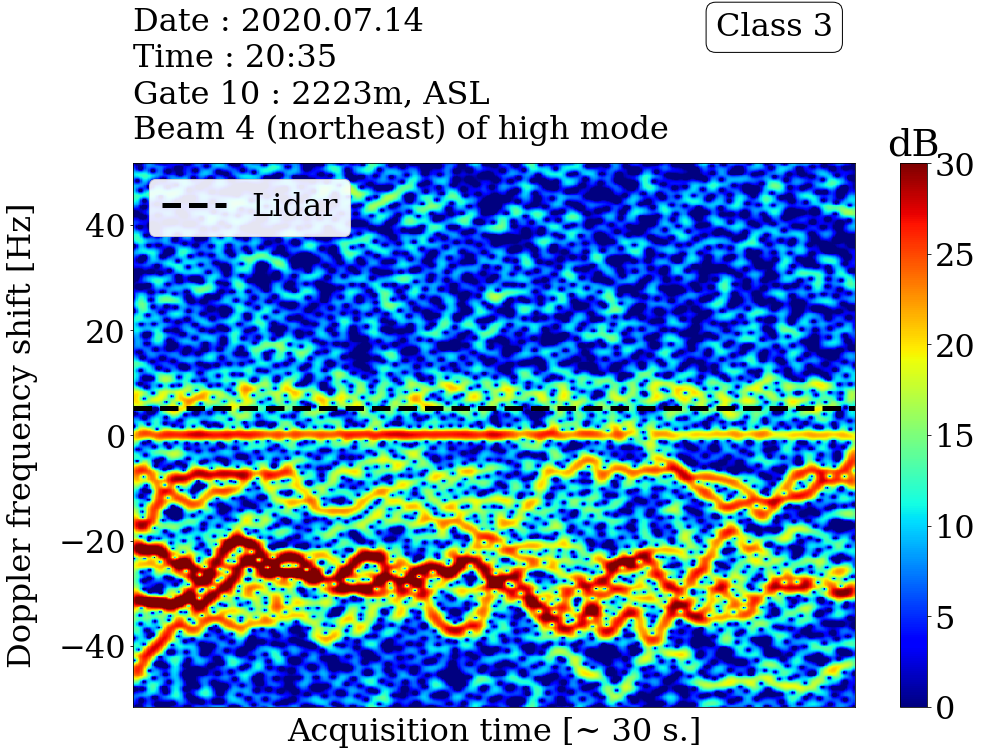 Date : 2020.07.14
Time : 20:35
Gate 10 : 2223m, ASL
Beam 4 (northeast) of high mode
Class 3
dB
Lidar
Doppler frequency shift [Hz]
40
20
0
−20
−40
30
25
20
15
10
5
0
Acquisition time [~ 30 s.]